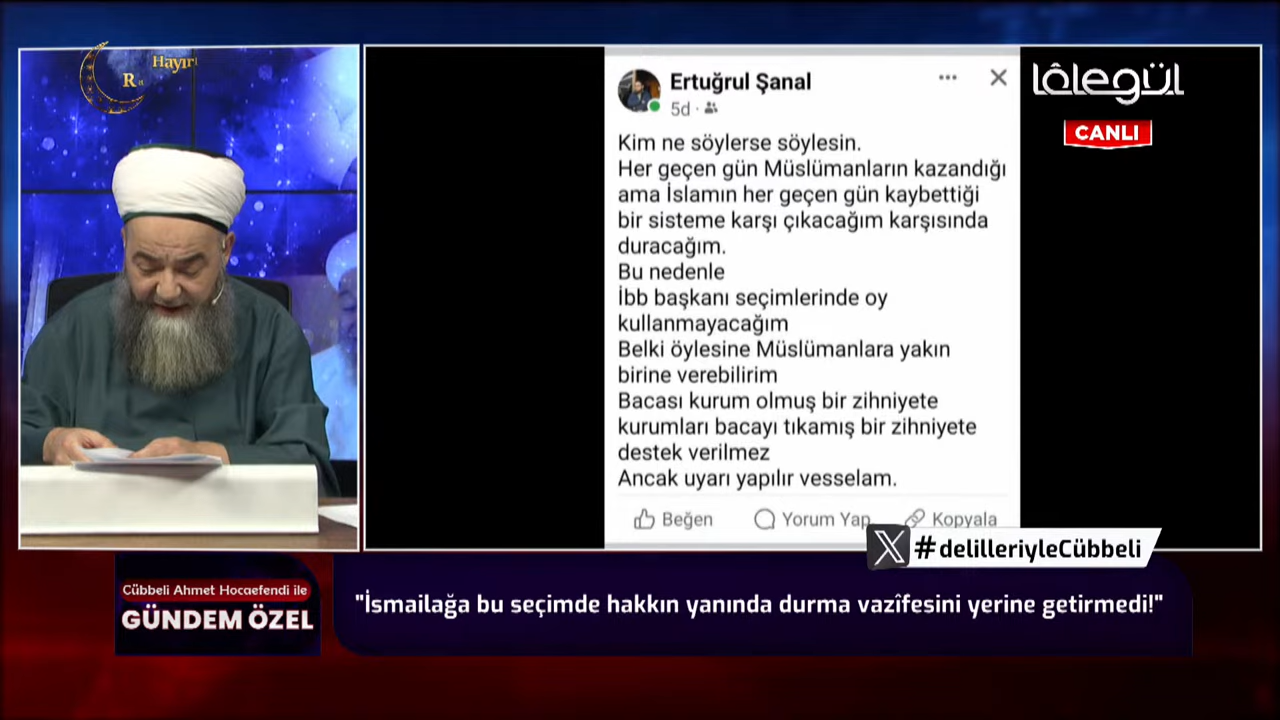 Hayırl
R
lâlegül
CANLI
Ertuğrul Şanal
5d ·
Kim ne söylerse söylesin.
Her geçen gün Müslümanların kazandığı
ama İslamın her geçen gün kaybettiği
bir sisteme karşı çıkacağım karşısında
duracağım.
Bu nedenle
İbb başkanı seçimlerinde oy
kullanmayacağım
Belki öylesine Müslümanlara yakın
birine verebilirim
Bacası kurum olmuş bir zihniyete
kurumları bacayı tıkamış bir zihniyete
destek verilmez
Ancak uyarı yapılır vesselam.
Beğen Yorum Yap Kopyala
X #delilleriyleCübbeli
Cübbeli Ahmet Hocaefendi ile
GÜNDEM ÖZEL
"İsmailağa bu seçimde hakkın yanında durma vazîfesini yerine getirmedi!"